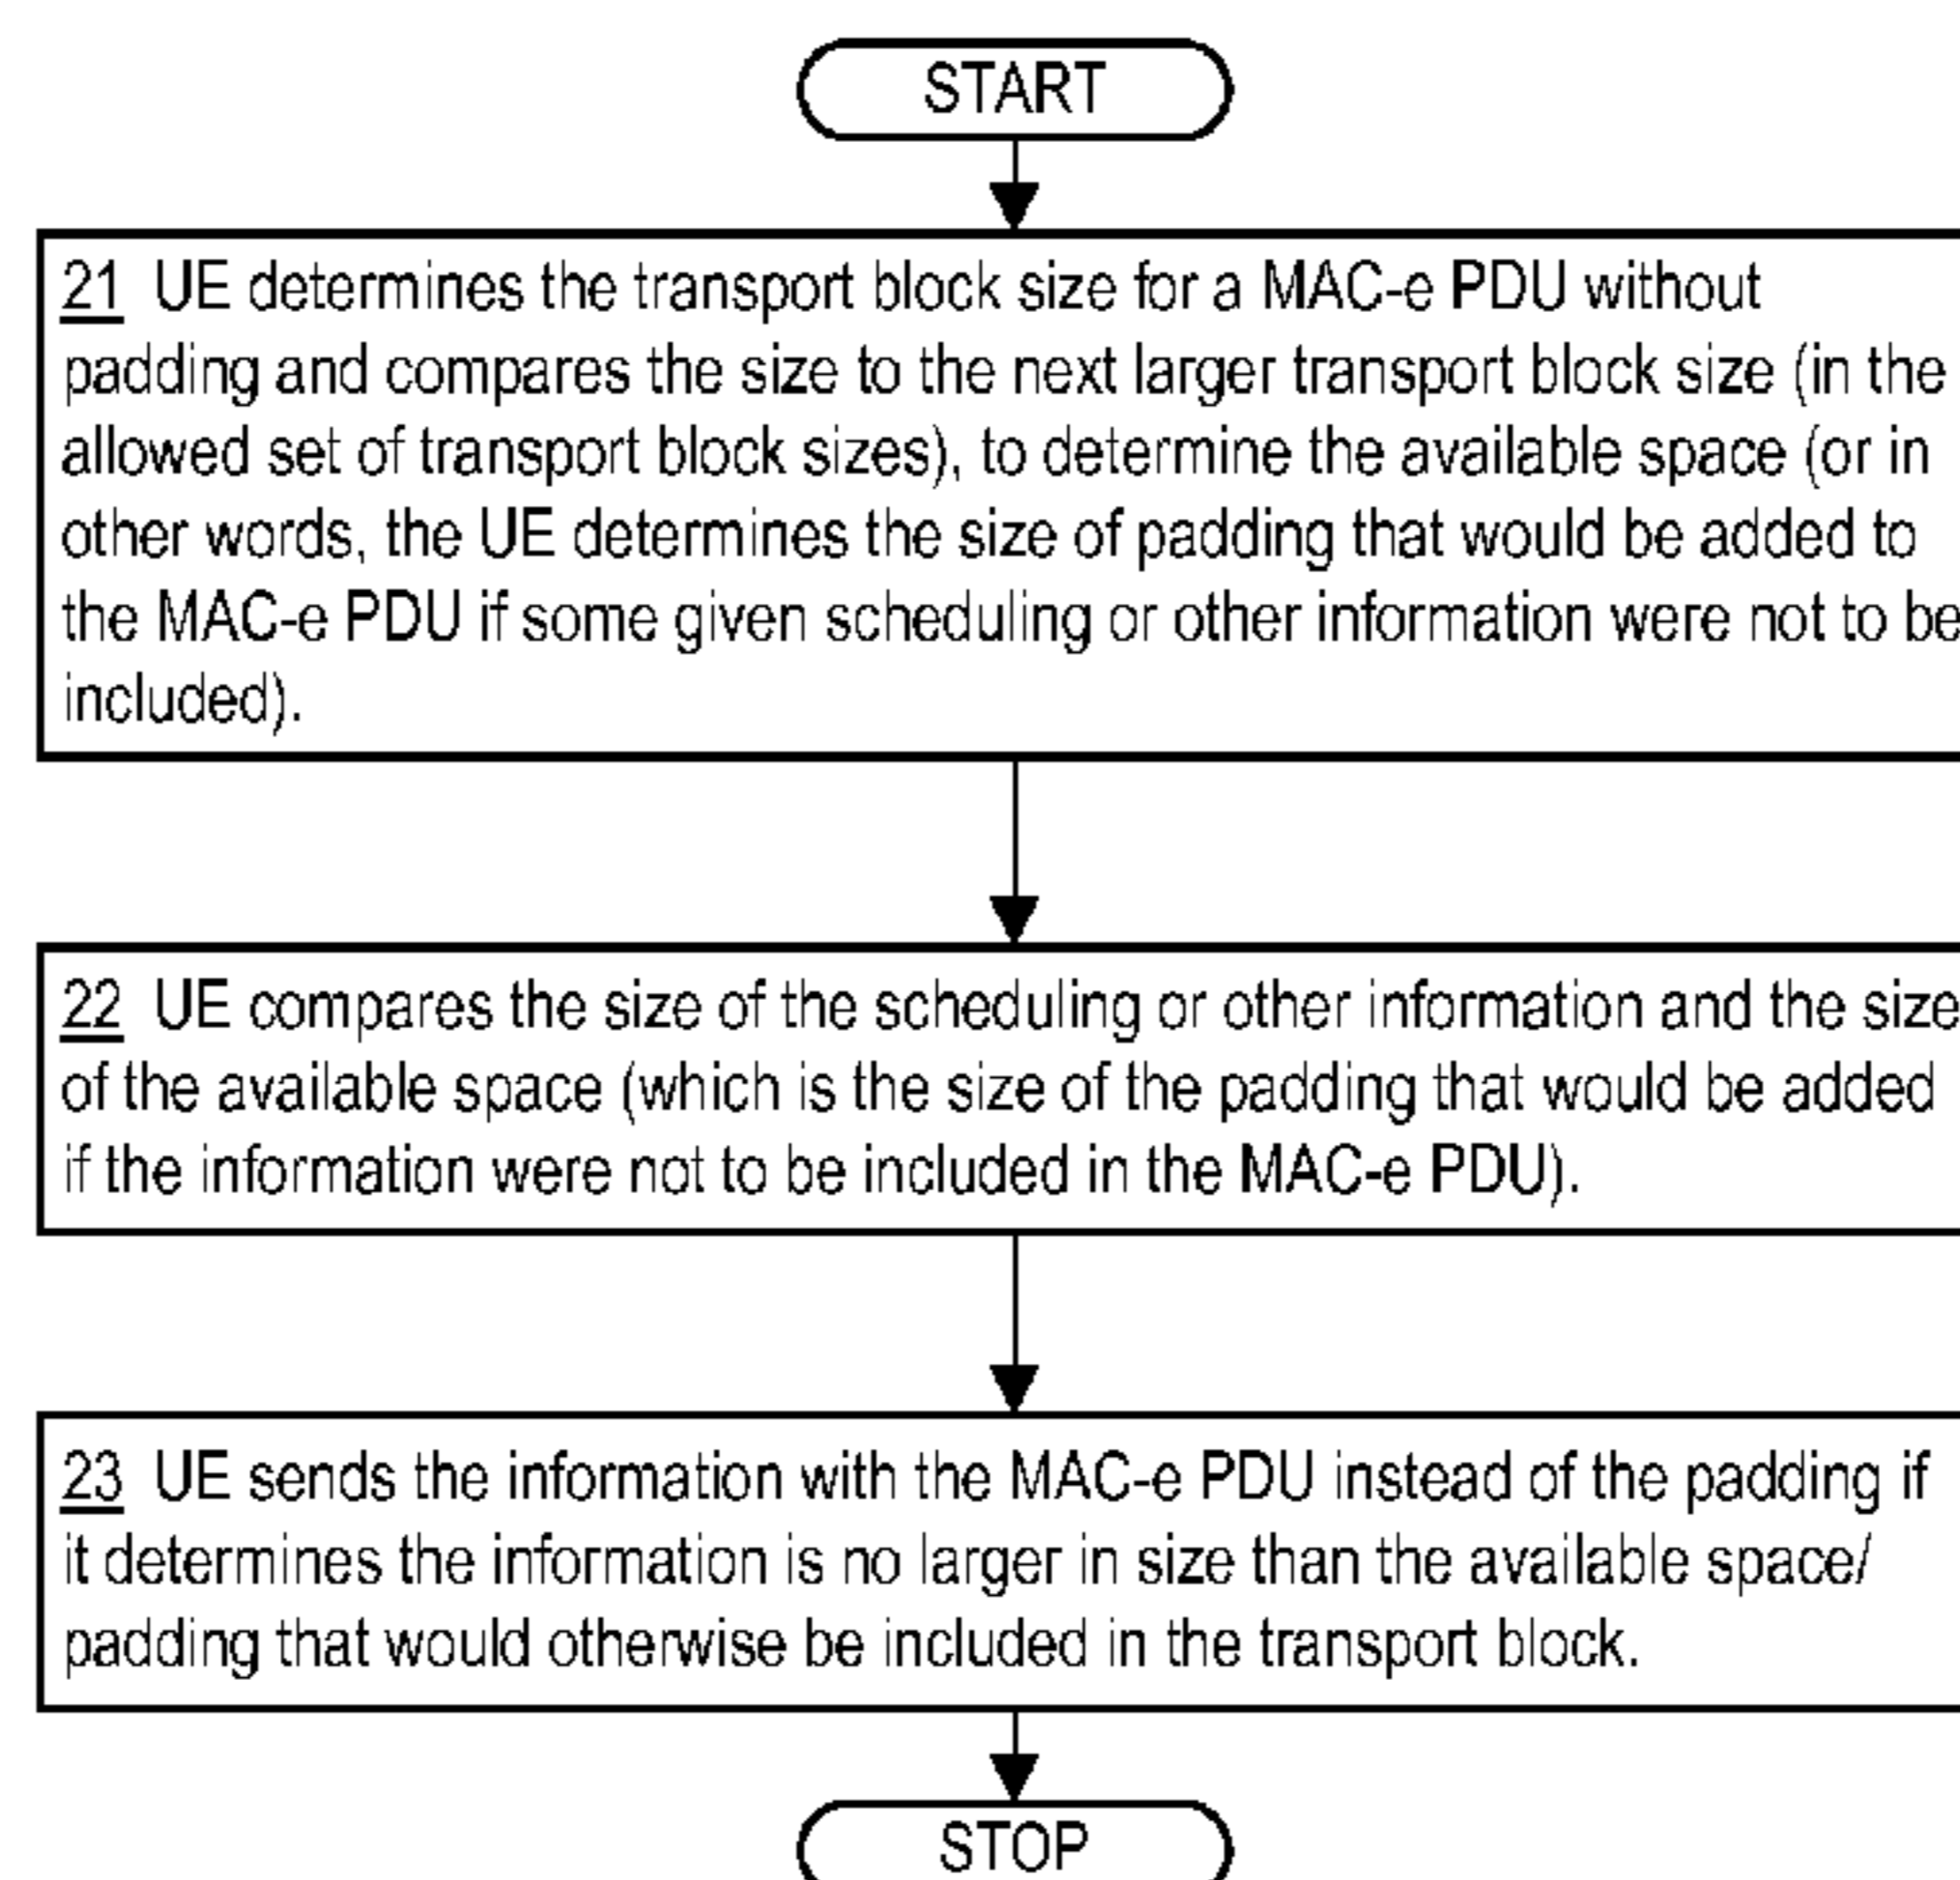 START
21 UE determines the transport block size for a MAC-e PDU without
padding and compares the size to the next larger transport block size (in the
allowed set of transport block sizes), to determine the available space (or in
other words, the UE determines the size of padding that would be added to
the MAC-e PDU if some given scheduling or other information were not to be
included).
22 UE compares the size of the scheduling or other information and the size
of the available space (which is the size of the padding that would be added
if the information were not to be included in the MAC-e PDU).
23 UE sends the information with the MAC-e PDU instead of the padding if
it determines the information is no larger in size than the available space/
padding that would otherwise be included in the transport block.
STOP